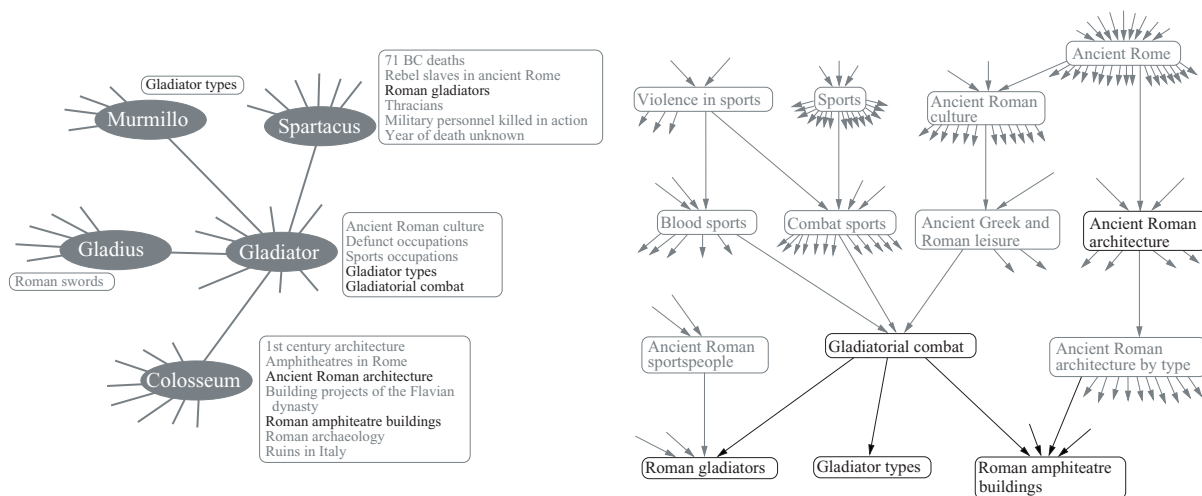 Gladiator types
Murmillo
71 BC deaths
Rebel slaves in ancient Rome
Roman gladiators
Thracians
Military personnel killed in action
Year of death unknown
Spartacus
Gladius
Roman swords
Gladiator
Ancient Roman culture
Defunct occupations
Sports occupations
Gladiator types
Gladiatorial combat
Colosseum
1st century architecture
Amphitheatres in Rome
Ancient Roman architecture
Building projects of the Flavian
dynasty
Roman amphiteatre buildings
Roman archaeology
Ruins in Italy
Ancient Rome
Violence in sports
Sports
Ancient Roman
culture
Blood sports
Combat sports
Ancient Greek and
Roman leisure
Ancient Roman
architecture
Ancient Roman
sportspeople
Gladiatorial combat
Ancient Roman
architecture by type
Roman gladiators
Gladiator types
Roman amphiteatre
buildings